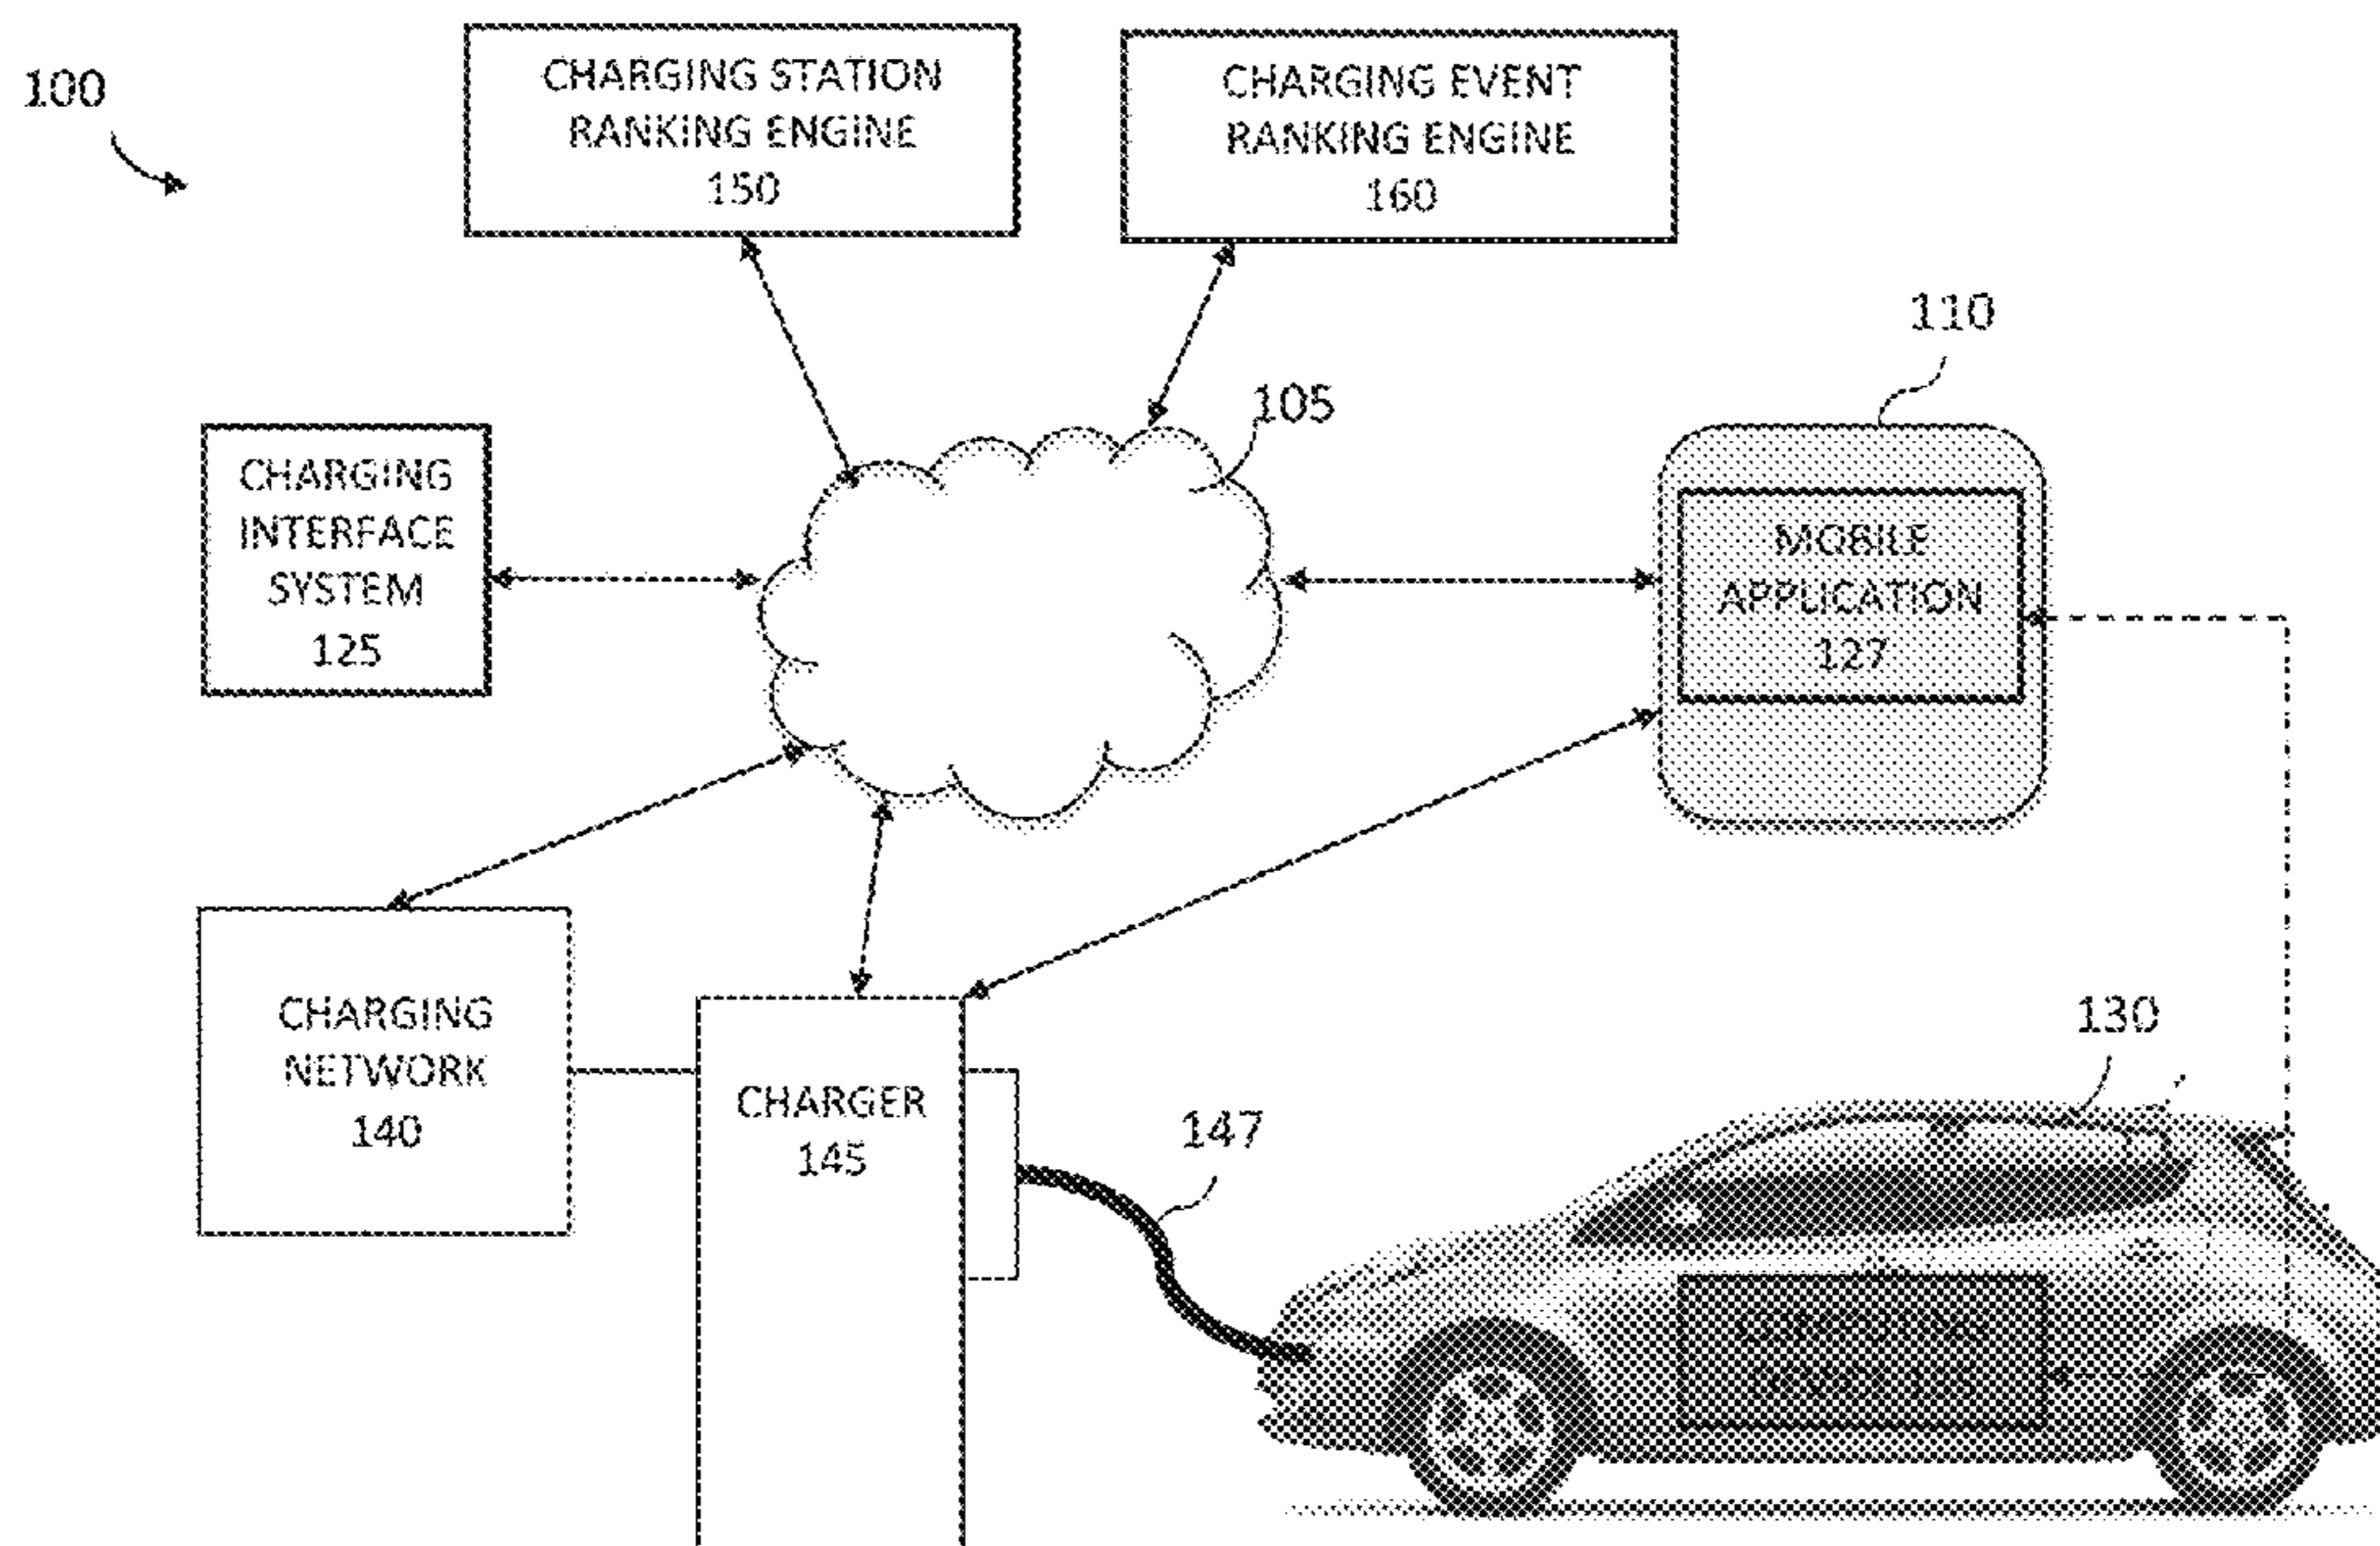 100
CHARGING STATION
RANKING ENGINE
150
CHARGING EVENT
RANKING ENGINE
160
110
105
CHARGING
INTERFACE
SYSTEM
125
MOBILE
APPLICATION
127
CHARGING
NETWORK
140
CHARGER
145
147
130